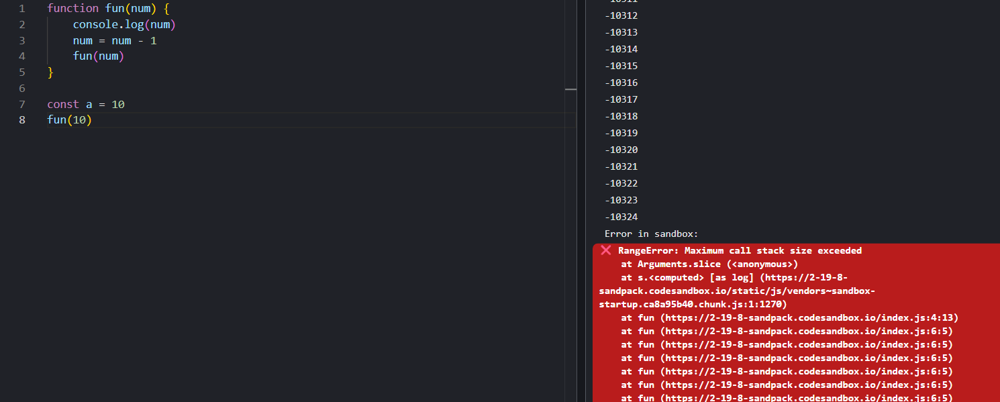 1 function fun(num) {
2 console.log(num)
3 num = num - 1
4 fun(num)
5 }
6
7 const a = 10
8 fun(10)
-10311
-10312
-10313
-10314
-10315
-10316
-10317
-10318
-10319
-10320
-10321
-10322
-10323
-10324
Error in sandbox:
❌ RangeError: Maximum call stack size exceeded
at Arguments.slice (<anonymous>)
at s.<computed> [as log] (https://2-19-8-
sandpack.codesandbox.io/static/js/vendors~sandbox-
startup.ca8a95b40.chunk.js:1:1270)
at fun (https://2-19-8-sandpack.codesandbox.io/index.js:4:13)
at fun (https://2-19-8-sandpack.codesandbox.io/index.js:6:5)
at fun (https://2-19-8-sandpack.codesandbox.io/index.js:6:5)
at fun (https://2-19-8-sandpack.codesandbox.io/index.js:6:5)
at fun (https://2-19-8-sandpack.codesandbox.io/index.js:6:5)
at fun (https://2-19-8-sandpack.codesandbox.io/index.js:6:5)
at fun (https://2-19-8-sandpack.codesandbox.io/index.js:6:5)